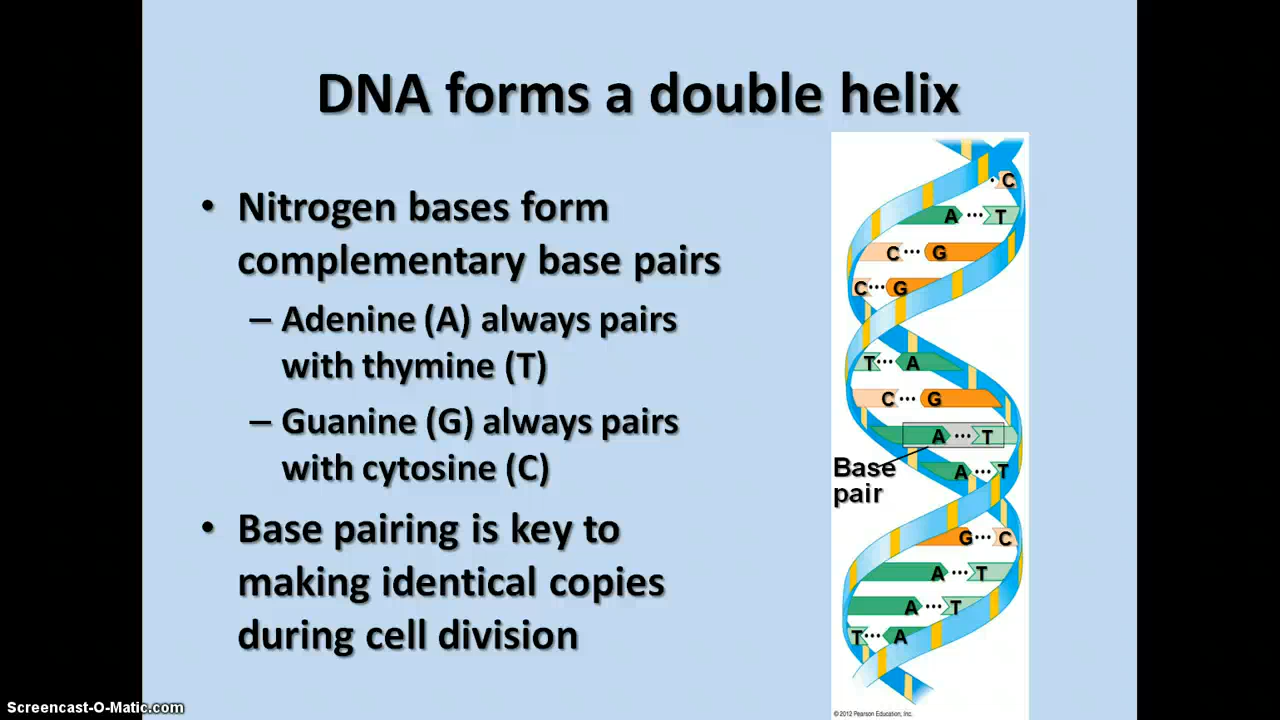 DNA forms a double helix
• Nitrogen bases form
complementary base pairs
– Adenine (A) always pairs
with thymine (T)
– Guanine (G) always pairs
with cytosine (C)
• Base pairing is key to
making identical copies
during cell division
C
A ••• T
C ••• G
C ••• G
T ••• A
C ••• G
A ••• T
Base
pair
A ••• T
G ••• C
A ••• T
A ••• T
T ••• A
© 2012 Pearson Education, Inc.
Screencast-O-Matic.com